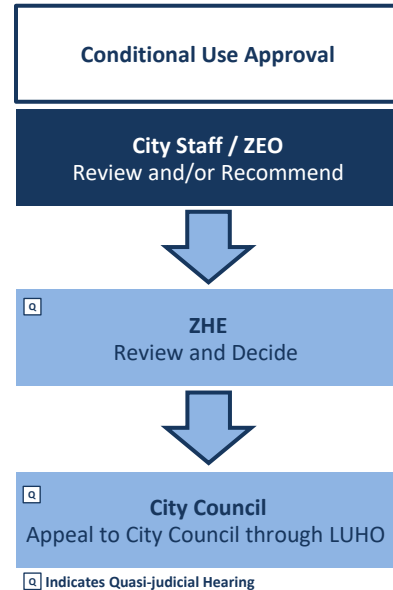 Conditional Use Approval
City Staff / ZEO
Review and/or Recommend
Q
ZHE
Review and Decide
Q
City Council
Appeal to City Council through LUHO
Q Indicates Quasi-judicial Hearing